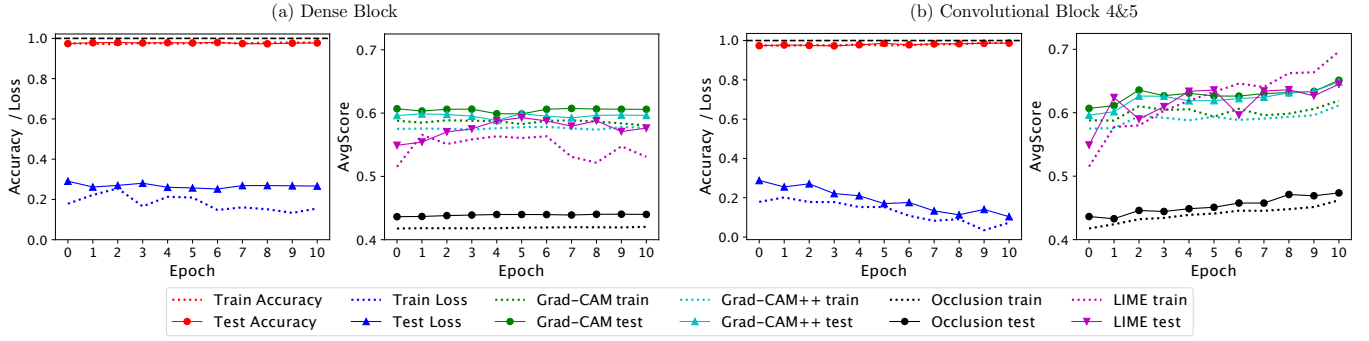 (a) Dense Block
(b) Convolutional Block 4&5
Accuracy / Loss
1.0
0.8
0.6
0.4
0.2
0.0
0 1 2 3 4 5 6 7 8 9 10
Epoch
AvgScore
0.7
0.6
0.5
0.4
0 1 2 3 4 5 6 7 8 9 10
Epoch
Accuracy / Loss
1.0
0.8
0.6
0.4
0.2
0.0
0 1 2 3 4 5 6 7 8 9 10
Epoch
AvgScore
0.7
0.6
0.5
0.4
0 1 2 3 4 5 6 7 8 9 10
Epoch
Train Accuracy Train Loss Grad-CAM train Grad-CAM++ train Occlusion train LIME train
Test Accuracy Test Loss Grad-CAM test Grad-CAM++ test Occlusion test LIME test